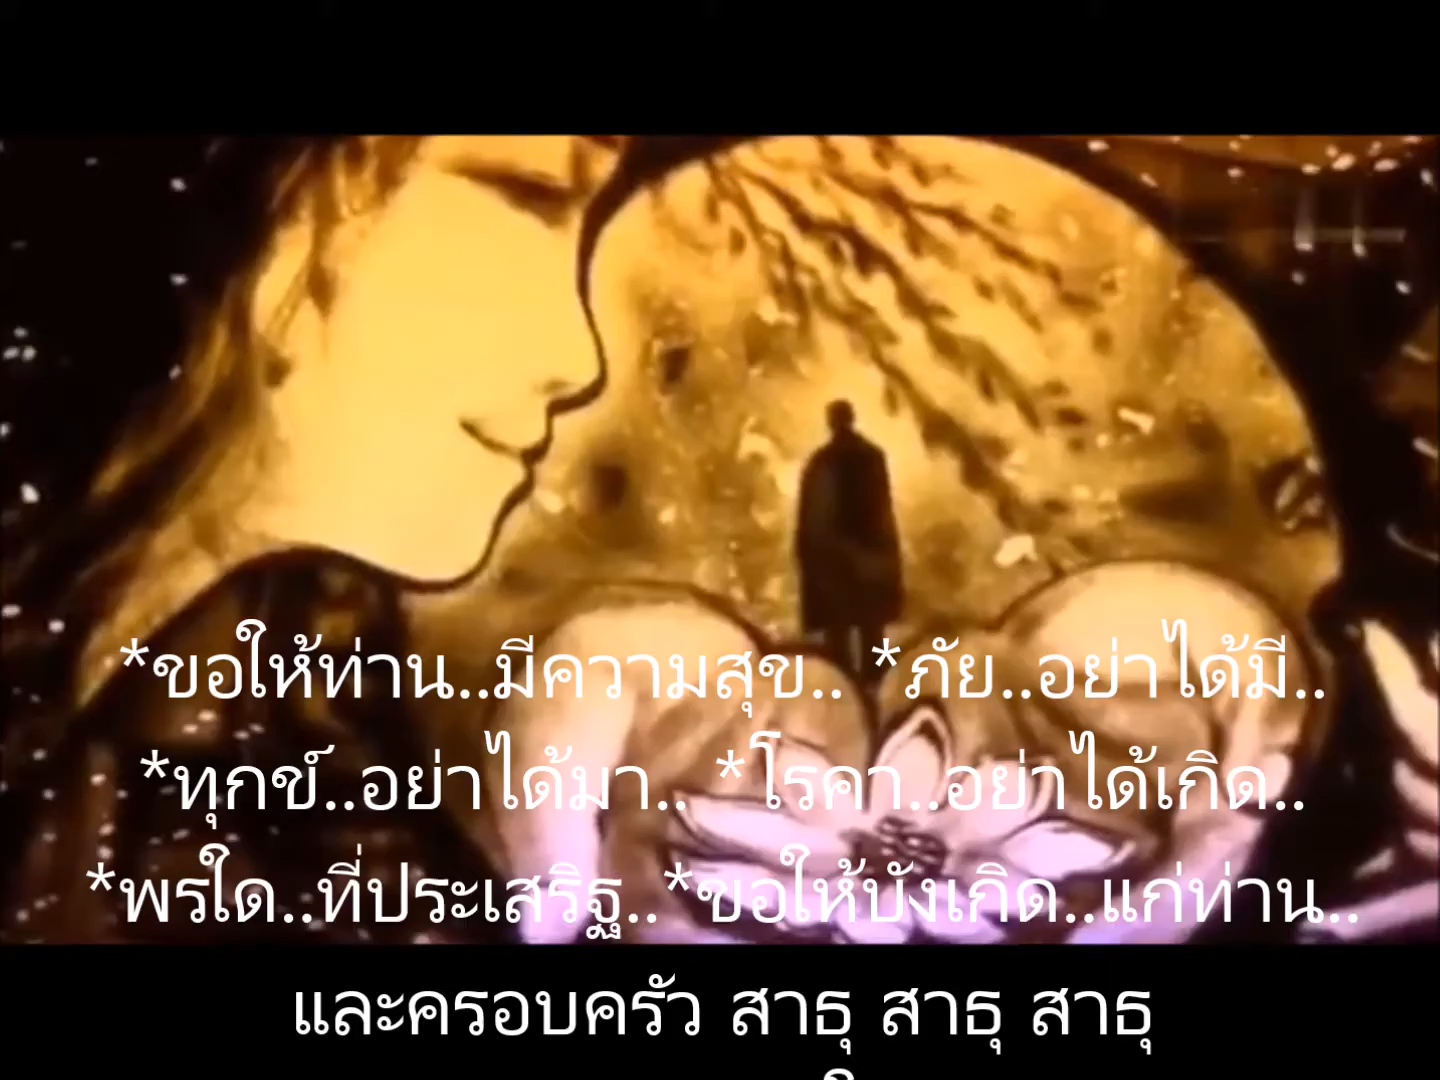 *ขอให้ท่าน..มีความสุข.. *ภัย..อย่าได้มี..
*ทุกข์..อย่าได้มา.. *โรคา..อย่าได้เกิด..
*พรใด..ที่ประเสริฐ..*ขอให้บังเกิด..แก่ท่าน..
และครอบครัว สาธุ สาธุ สาธุ